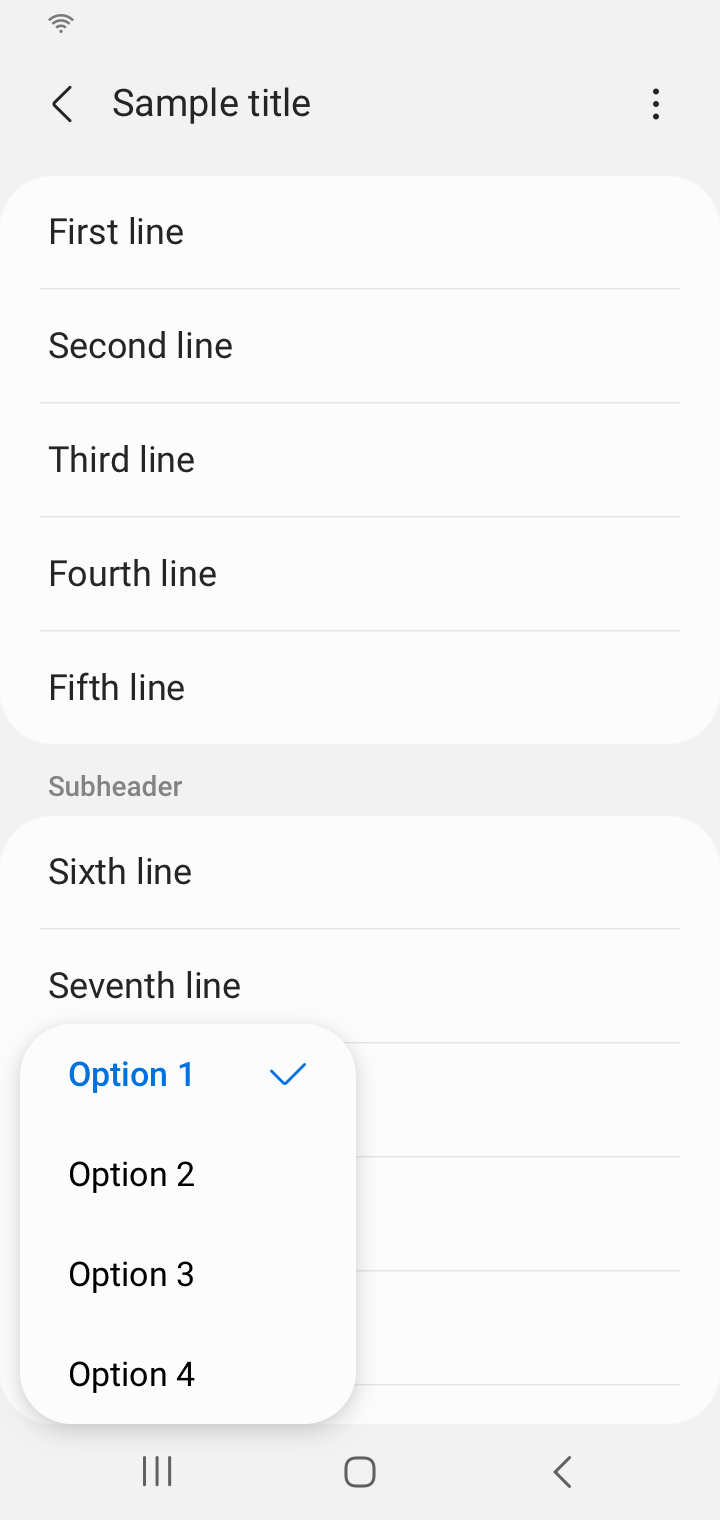 Sample title
First line
Second line
Third line
Fourth line
Fifth line
Subheader
Sixth line
Seventh line
Option 1
Option 2
Option 3
Option 4